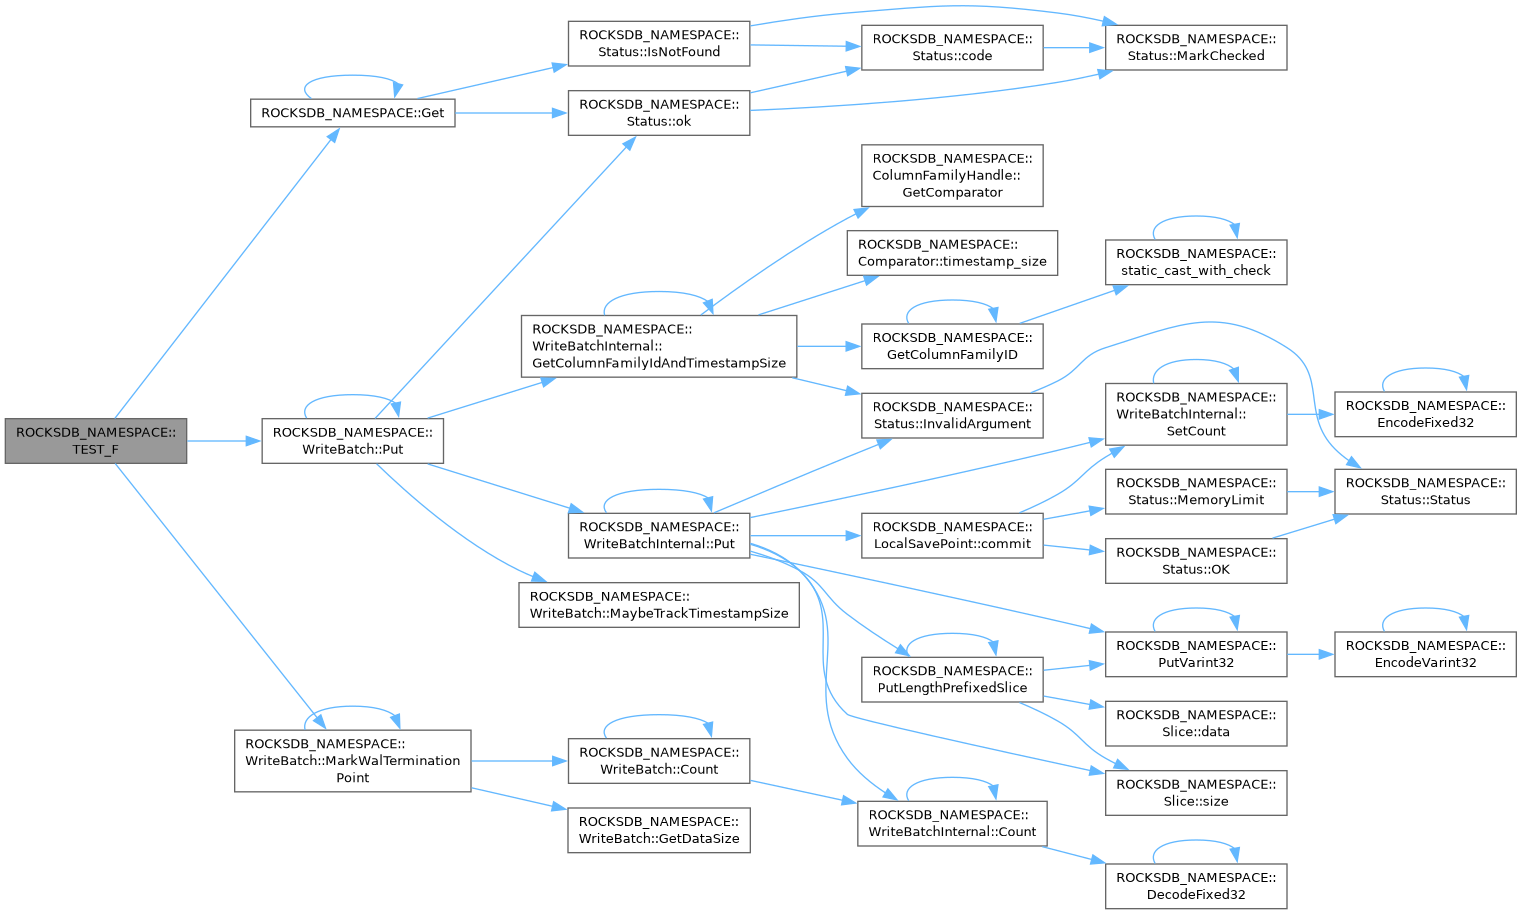 ROCKSDB_NAMESPACE::
TEST_F
ROCKSDB_NAMESPACE::Get
ROCKSDB_NAMESPACE::
WriteBatch::Put
ROCKSDB_NAMESPACE::
WriteBatch::MarkWalTermination
Point
ROCKSDB_NAMESPACE::
Status::IsNotFound
ROCKSDB_NAMESPACE::
Status::ok
ROCKSDB_NAMESPACE::
WriteBatchInternal::
GetColumnFamilyIdAndTimestampSize
ROCKSDB_NAMESPACE::
WriteBatchInternal::Put
ROCKSDB_NAMESPACE::
WriteBatch::MaybeTrackTimestampSize
ROCKSDB_NAMESPACE::
WriteBatch::Count
ROCKSDB_NAMESPACE::
WriteBatch::GetDataSize
ROCKSDB_NAMESPACE::
Status::code
ROCKSDB_NAMESPACE::
ColumnFamilyHandle::
GetComparator
ROCKSDB_NAMESPACE::
Comparator::timestamp_size
ROCKSDB_NAMESPACE::
GetColumnFamilyID
ROCKSDB_NAMESPACE::
Status::InvalidArgument
ROCKSDB_NAMESPACE::
LocalSavePoint::commit
ROCKSDB_NAMESPACE::
PutLengthPrefixedSlice
ROCKSDB_NAMESPACE::
WriteBatchInternal::Count
ROCKSDB_NAMESPACE::
Status::MarkChecked
ROCKSDB_NAMESPACE::
static_cast_with_check
ROCKSDB_NAMESPACE::
WriteBatchInternal::
SetCount
ROCKSDB_NAMESPACE::
Status::MemoryLimit
ROCKSDB_NAMESPACE::
Status::OK
ROCKSDB_NAMESPACE::
PutVarint32
ROCKSDB_NAMESPACE::
Slice::data
ROCKSDB_NAMESPACE::
Slice::size
ROCKSDB_NAMESPACE::
DecodeFixed32
ROCKSDB_NAMESPACE::
EncodeFixed32
ROCKSDB_NAMESPACE::
Status::Status
ROCKSDB_NAMESPACE::
EncodeVarint32